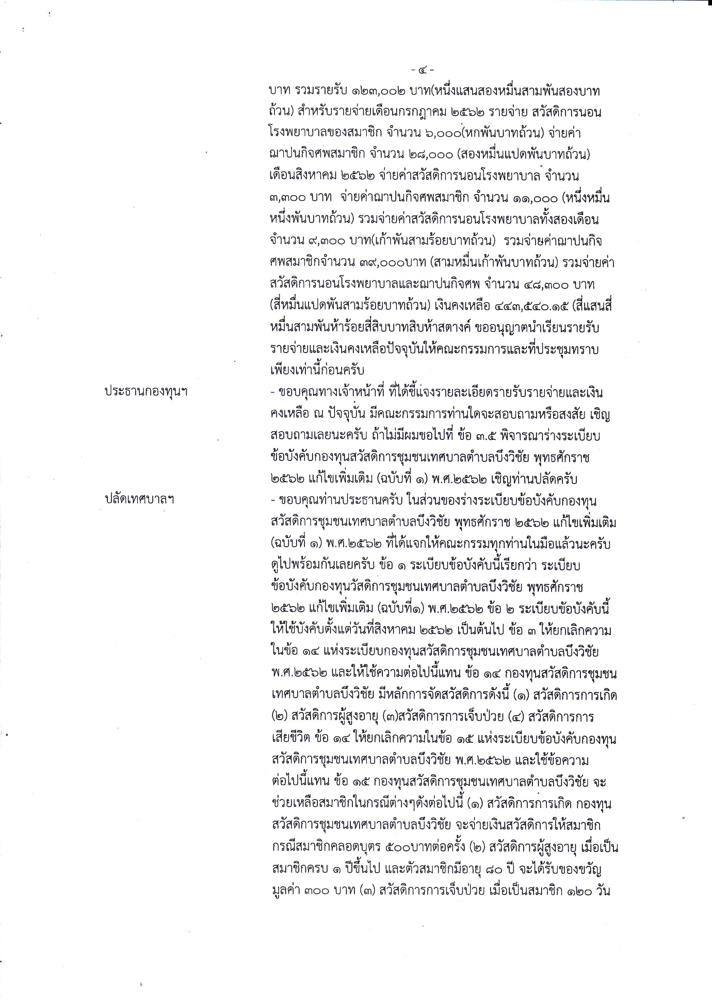 - ๔ -
บาท รวมรายรับ ๑๒๓,๐๐๒ บาท(หนึ่งแสนสองหมื่นสามพันสองบาท
ถ้วน) สำหรับรายจ่ายเดือนกรกฎาคม ๒๕๖๒ รายจ่าย สวัสดิการนอน
โรงพยาบาลของสมาชิก จำนวน ๖,๐๐๐(หกพันบาทถ้วน) จ่ายค่า
ฌาปนกิจศพสมาชิก จำนวน ๒๘,๐๐๐ (สองหมื่นแปดพันบาทถ้วน)
เดือนสิงหาคม ๒๕๖๒ จ่ายค่าสวัสดิการนอนโรงพยาบาล จำนวน
๓,๓๐๐ บาท จ่ายค่าฌาปนกิจศพสมาชิก จำนวน ๑๑,๐๐๐ (หนึ่งหมื่น
หนึ่งพันบาทถ้วน) รวมจ่ายค่าสวัสดิการนอนโรงพยาบาลทั้งสองเดือน
จำนวน ๙,๓๐๐ บาท(เก้าพันสามร้อยบาทถ้วน) รวมจ่ายค่าฌาปนกิจ
ศพสมาชิกจำนวน ๓๙,๐๐๐บาท (สามหมื่นเก้าพันบาทถ้วน) รวมจ่ายค่า
สวัสดิการนอนโรงพยาบาลและฌาปนกิจศพ จำนวน ๔๘,๓๐๐ บาท
(สี่หมื่นแปดพันสามร้อยบาทถ้วน) เงินคงเหลือ ๔๔๓,๕๔๐.๑๕ (สี่แสนสี่
หมื่นสามพันห้าร้อยสี่สิบบาทสิบห้าสตางค์ ขออนุญาตนำเรียนรายรับ
รายจ่ายและเงินคงเหลือปัจจุบันให้คณะกรรมการและที่ประชุมทราบ
เพียงเท่านี้ก่อนครับ
ประธานกองทุนฯ - ขอบคุณทางเจ้าหน้าที่ ที่ได้ชี้แจงรายละเอียดรายรับรายจ่ายและเงิน
คงเหลือ ณ ปัจจุบัน มีคณะกรรมการท่านใดจะสอบถามหรือสงสัย เชิญ
สอบถามเลยนะครับ ถ้าไม่มีผมขอไปที่ ข้อ ๓.๕ พิจารณาร่างระเบียบ
ข้อบังคับกองทุนสวัสดิการชุมชนเทศบาลตำบลบึงวิชัย พุทธศักราช
๒๕๖๒ แก้ไขเพิ่มเติม (ฉบับที่ ๑) พ.ศ.๒๕๖๒ เชิญท่านปลัดครับ
ปลัดเทศบาลฯ - ขอบคุณท่านประธานครับ ในส่วนของร่างระเบียบข้อบังคับกองทุน
สวัสดิการชุมชนเทศบาลตำบลบึงวิชัย พุทธศักราช ๒๕๖๒ แก้ไขเพิ่มเติม
(ฉบับที่ ๑) พ.ศ.๒๕๖๒ ที่ได้แจกให้คณะกรรมทุกท่านในมือแล้วนะครับ
ดูไปพร้อมกันเลยครับ ข้อ ๑ ระเบียบข้อบังคับนี้เรียกว่า ระเบียบ
ข้อบังคับกองทุนวัสดิการชุมชนเทศบาลตำบลบึงวิชัย พุทธศักราช
๒๕๖๒ แก้ไขเพิ่มเติม (ฉบับที่๑) พ.ศ.๒๕๖๒ ข้อ ๒ ระเบียบขัอบังคับนี้
ให้ใช้บังคับตั้งแต่วันที่สิงหาคม ๒๕๖๒ เป็นต้นไป ข้อ ๓ ให้ยกเลิกความ
ในข้อ ๑๔ แห่งระเบียบกองทุนสวัสดิการชุมชนเทศบาลตำบลบึงวิชัย
พ.ศ.๒๕๖๒ และให้ใช้ความต่อไปนี้แทน ข้อ ๑๔ กองทุนสวัสดิการชุมชน
เทศบาลตำบลบึงวิชัย มีหลักการจัดสวัสดิการดังนี้ (๑) สวัสดิการการเกิด
(๒) สวัสดิการผู้สูงอายุ (๓)สวัสดิการการเจ็บป่วย (๔) สวัสดิการการ
เสียชีวิต ข้อ ๑๔ ให้ยกเลิกความในข้อ ๑๕ แห่งระเบียบข้อบังคับกองทุน
สวัสดิการชุมชนเทศบาลตำบลบึงวิชัย พ.ศ.๒๕๖๒ และใช้ข้อความ
ต่อไปนี้แทน ข้อ ๑๕ กองทุนสวัสดิการชุมชนเทศบาลตำบลบึงวิชัย จะ
ช่วยเหลือสมาชิกในกรณีต่างๆดังต่อไปนี้ (๑) สวัสดิการการเกิด กองทุน
สวัสดิการชุมชนเทศบาลตำบลบึงวิชัย จะจ่ายเงินสวัสดิการให้สมาชิก
กรณีสมาชิกคลอดบุตร ๕๐๐บาทต่อครั้ง (๒) สวัสดิการผู้สูงอายุ เมื่อเป็น
สมาชิกครบ ๑ ปีขึ้นไป และตัวสมาชิกมีอายุ ๘๐ ปี จะได้รับของขวัญ
มูลค่า ๓๐๐ บาท (๓) สวัสดิการการเจ็บป่วย เมื่อเป็นสมาชิก ๑๒๐ วัน